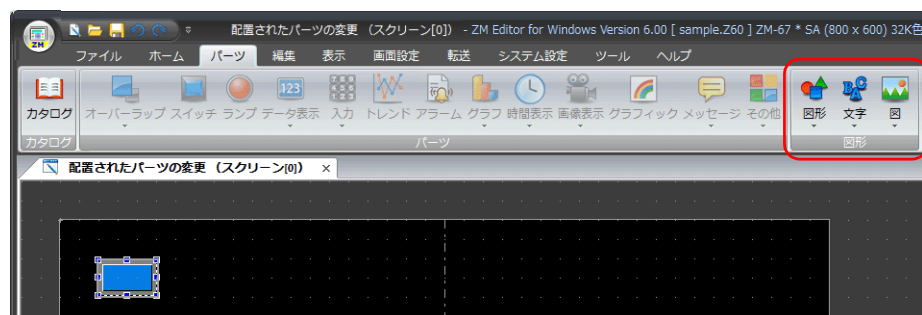 配置されたパーツの変更 (スクリーン[0]) - ZM Editor for Windows Version 6.00 [ sample.Z60 ] ZM-67 * SA (800 x 600) 32K色
ZM
ファイル ホーム パーツ 編集 表示 画面設定 転送 システム設定 ツール ヘルプ
123
ABC
カタログ オーバーラップ スイッチ ランプ データ表示 入力 トレンド アラーム グラフ 時間表示 画像表示 グラフィック メッセージ その他 図形 文字 図
カタログ パーツ 図形
配置されたパーツの変更 (スクリーン[0]) ×